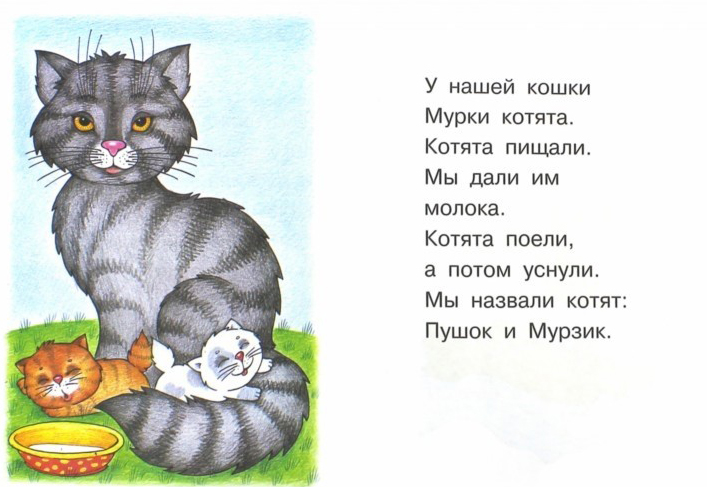 У нашей кошки
Мурки котята.
Котята пищали.
Мы дали им
молока.
Котята поели,
а потом уснули.
Мы назвали котят:
Пушок и Мурзик.